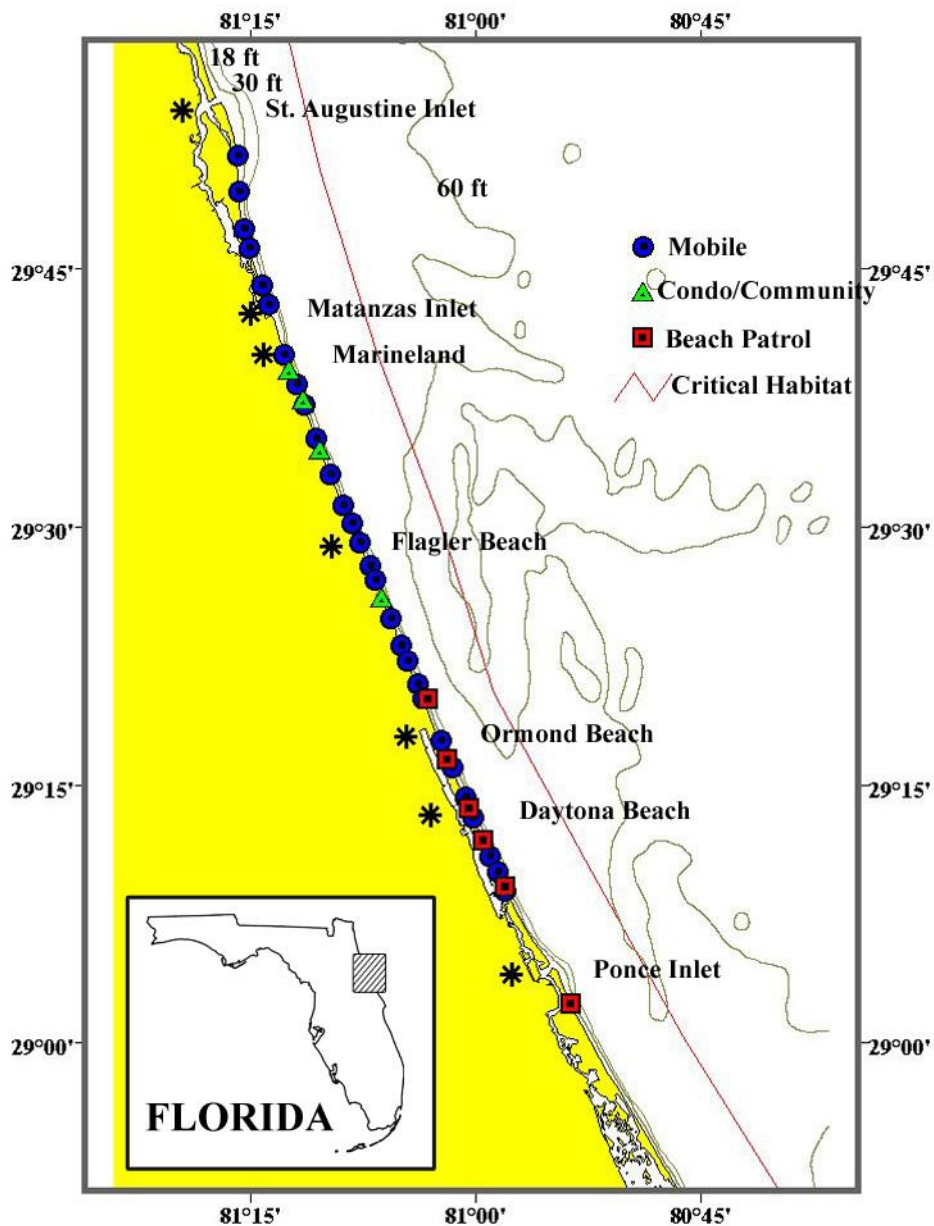 81°15'
81°00'
80°45'
18 ft
30 ft
St. Augustine Inlet
60 ft
Mobile
29°45'
29°45'
Condo/Community
Matanzas Inlet
Beach Patrol
Marineland
Critical Habitat
29°30'
29°30'
Flagler Beach
Ormond Beach
29°15'
29°15'
Daytona Beach
Ponce Inlet
29°00'
29°00'
FLORIDA
81°15'
81°00'
80°45'